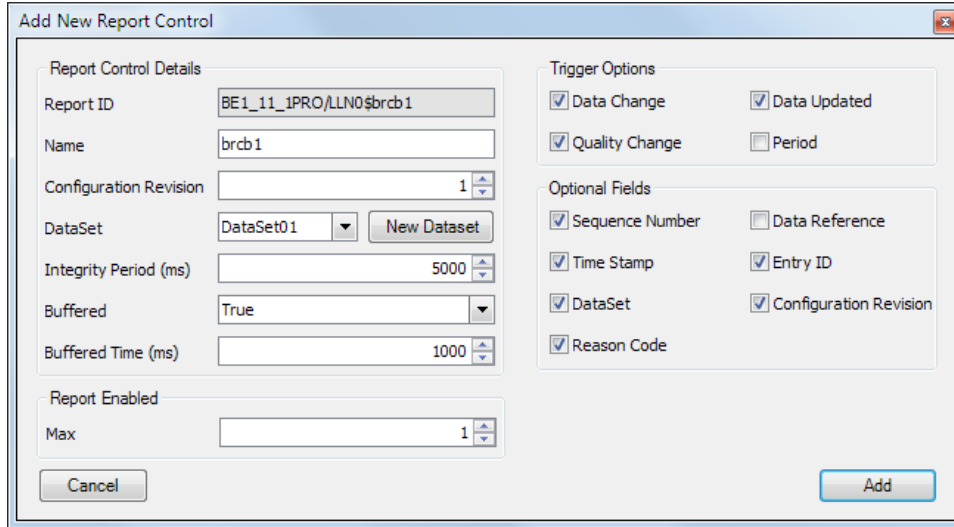 Add New Report Control
Report Control Details
Report ID BE1_11_1PRO/LLN0$brcb1
Name brcb1
Configuration Revision 1
DataSet DataSet01 New Dataset
Integrity Period (ms) 5000
Buffered True
Buffered Time (ms) 1000
Report Enabled
Max 1
Cancel
Trigger Options
Data Change Data Updated
Quality Change Period
Optional Fields
Sequence Number Data Reference
Time Stamp Entry ID
DataSet Configuration Revision
Reason Code
Add